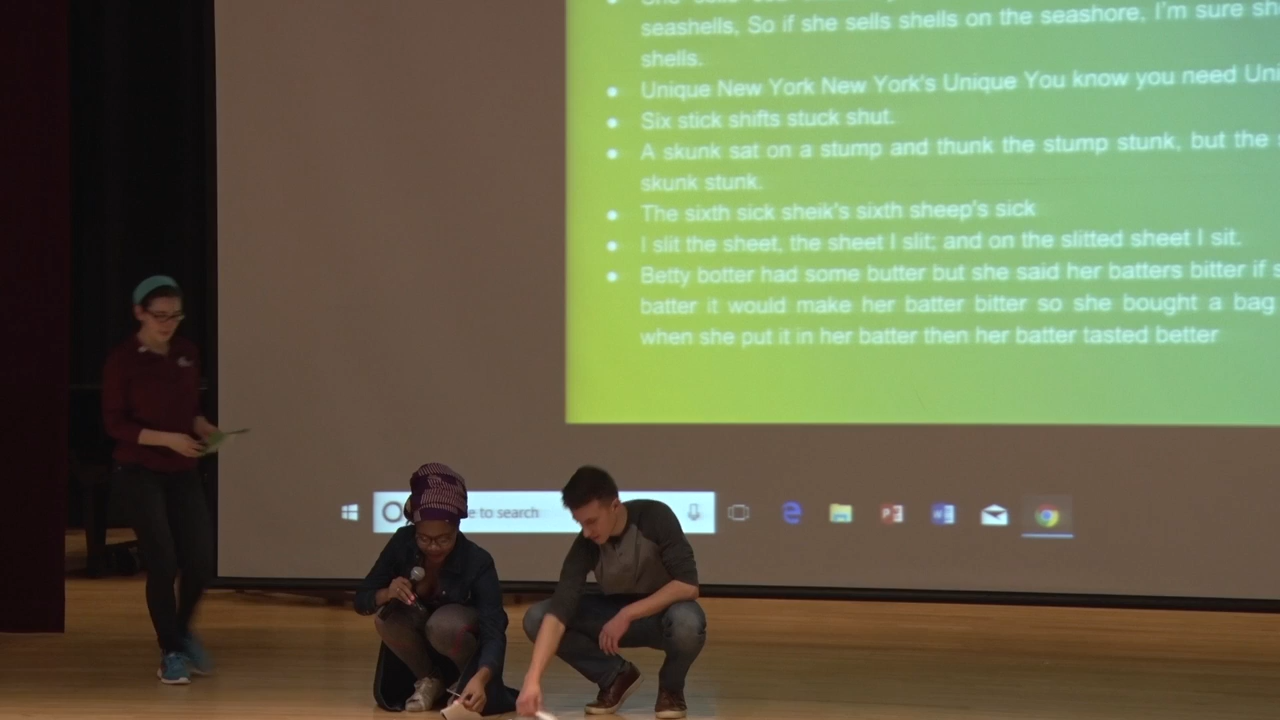 seashells, So if she sells shells on the seashore, I'm sure
shells.
Unique New York New York's Unique You know you need
Six stick shifts stuck shut.
A skunk sat on a stump and thunk the stump stunk, but the
skunk stunk.
The sixth sick sheik's sixth sheep's sick
I slit the sheet, the sheet I slit; and on the slitted sheet I sit.
Betty botter had some butter but she said her batters bitter if
batter it would make her batter bitter so she bought a bag
when she put it in her batter then her batter tasted better
to search